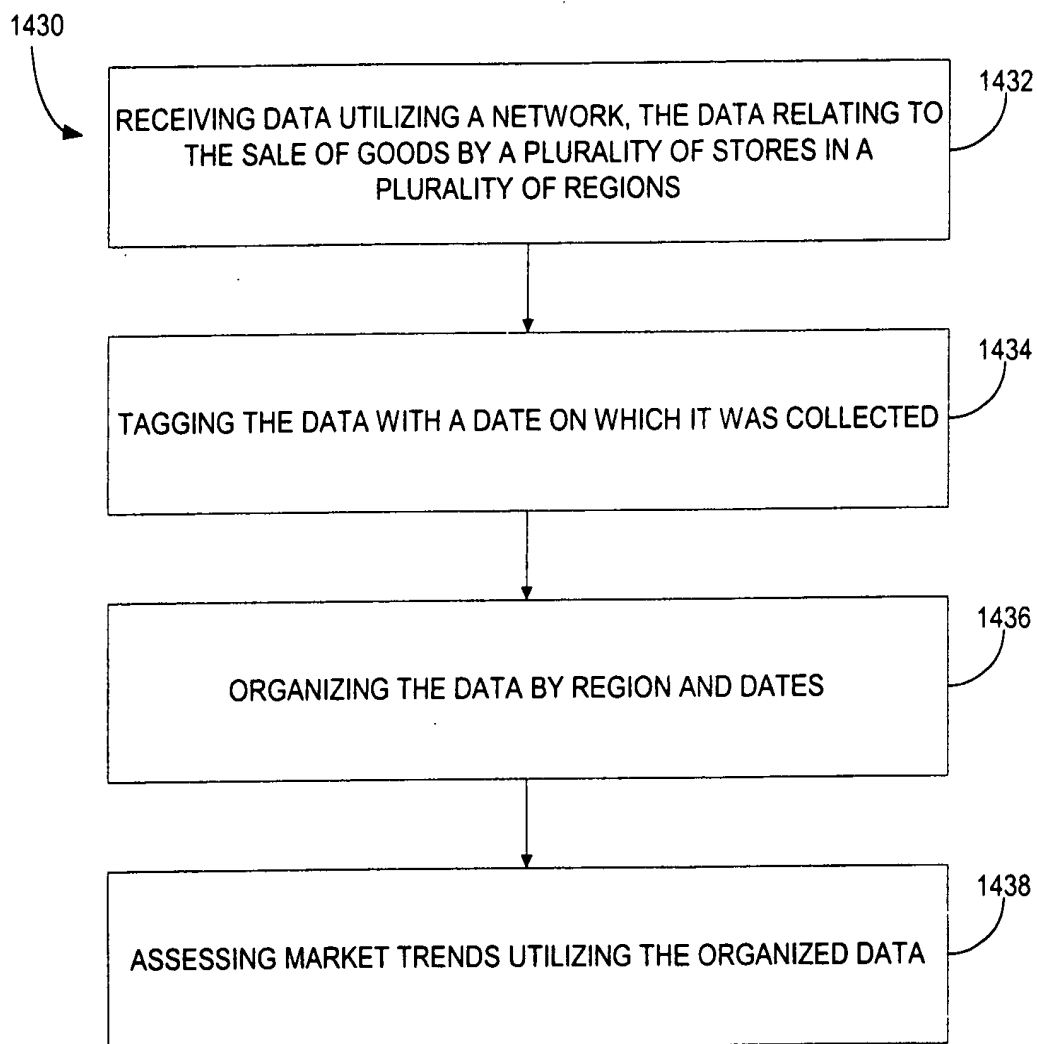 1430
1432
RECEIVING DATA UTILIZING A NETWORK, THE DATA RELATING TO
THE SALE OF GOODS BY A PLURALITY OF STORES IN A
PLURALITY OF REGIONS
1434
TAGGING THE DATA WITH A DATE ON WHICH IT WAS COLLECTED
1436
ORGANIZING THE DATA BY REGION AND DATES
1438
ASSESSING MARKET TRENDS UTILIZING THE ORGANIZED DATA